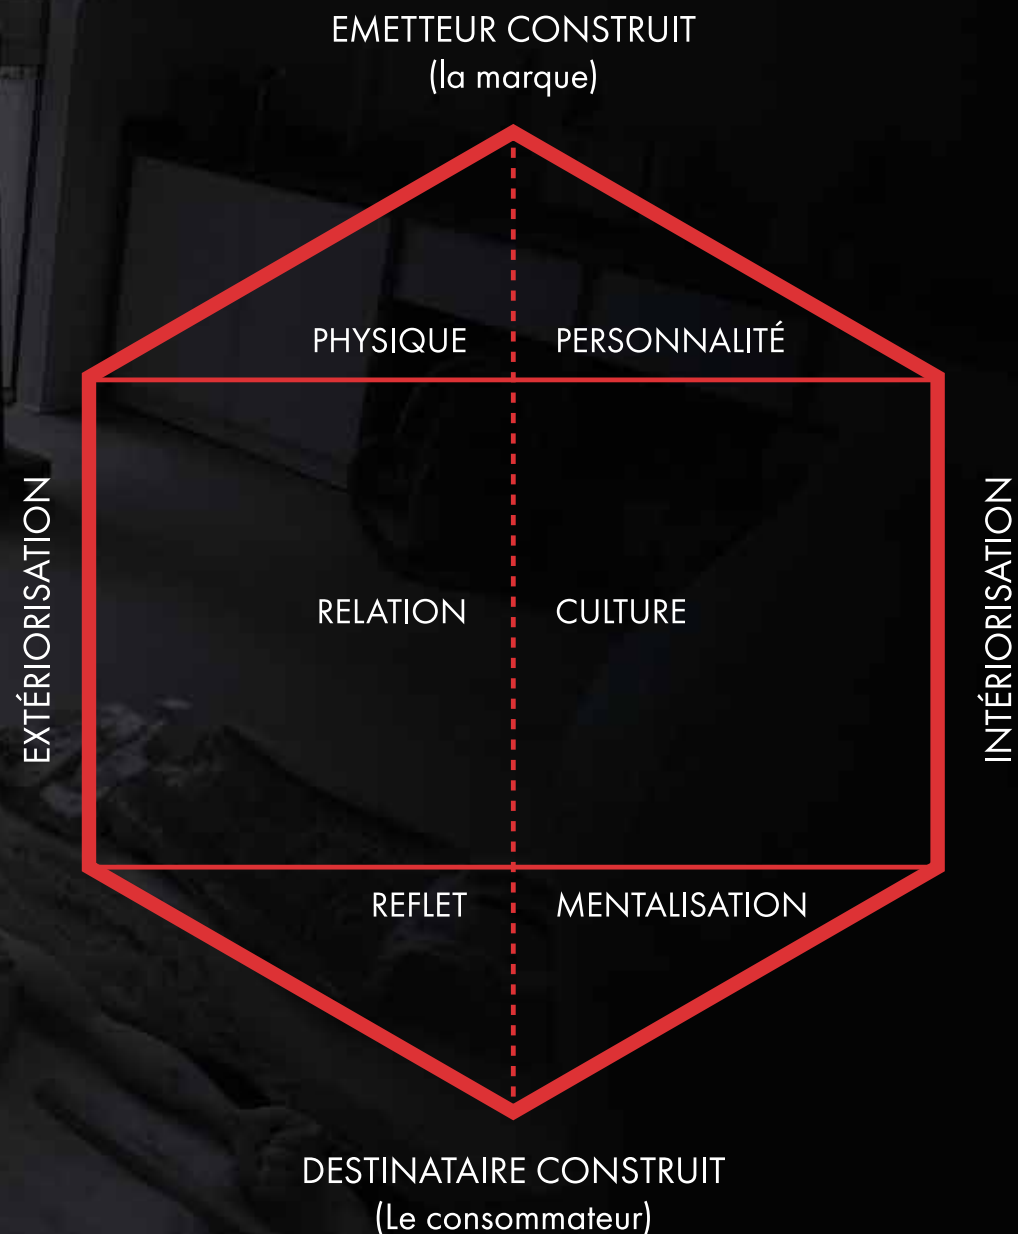 EMETTEUR CONSTRUIT
(la marque)
PHYSIQUE
PERSONNALITÉ
EXTÉRIORISATION
RELATION
CULTURE
INTÉRIORISATION
REFLET
MENTALISATION
DESTINATAIRE CONSTRUIT
(Le consommateur)